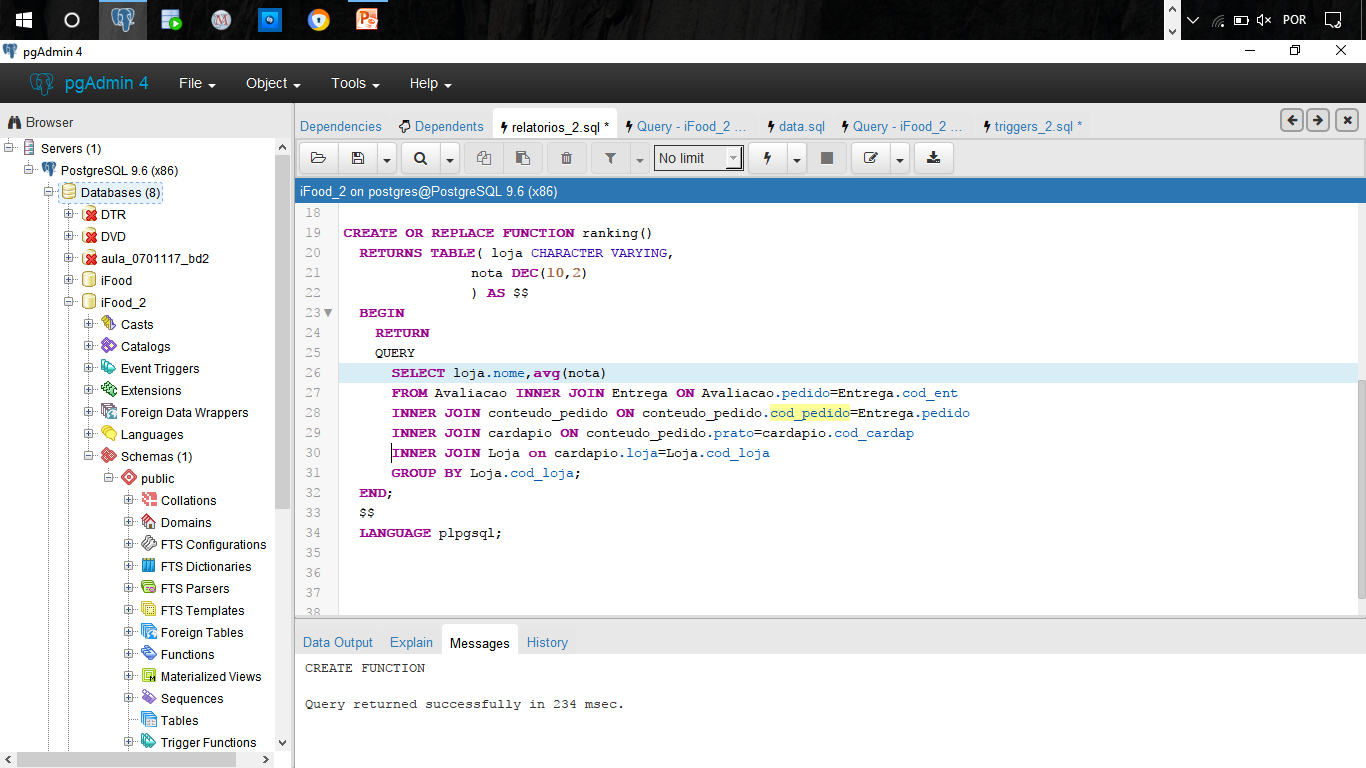 POR
pgAdmin 4
pgAdmin 4
File
Object
Tools
Help
Browser
Servers (1)
PostgreSQL 9.6 (x86)
Databases (8)
DTR
DVD
aula_0701117_bd2
iFood
iFood_2
Casts
Catalogs
Event Triggers
Extensions
Foreign Data Wrappers
Languages
Schemas (1)
public
Collations
Domains
FTS Configurations
FTS Dictionaries
FTS Parsers
FTS Templates
Foreign Tables
Functions
Materialized Views
Sequences
Tables
Trigger Functions
Dependencies
Dependents
relatorios_2.sql *
Query - iFood_2 ...
data.sql
Query - iFood_2 ...
triggers_2.sql *
No limit
iFood_2 on postgres@PostgreSQL 9.6 (x86)
18
19 CREATE OR REPLACE FUNCTION ranking()
20 RETURNS TABLE( loja CHARACTER VARYING,
21 nota DEC(10,2)
22 ) AS $$
23 BEGIN
24 RETURN
25 QUERY
26 SELECT loja.nome,avg(nota)
27 FROM Avaliacao INNER JOIN Entrega ON Avaliacao.pedido=Entrega.cod_ent
28 INNER JOIN conteudo_pedido ON conteudo_pedido.cod_pedido=Entrega.pedido
29 INNER JOIN cardapio ON conteudo_pedido.prato=cardapio.cod_cardap
30 INNER JOIN Loja on cardapio.loja=Loja.cod_loja
31 GROUP BY Loja.cod_loja;
32 END;
33 $$
34 LANGUAGE plpgsql;
35
36
37
38
Data Output
Explain
Messages
History
CREATE FUNCTION
Query returned successfully in 234 msec.